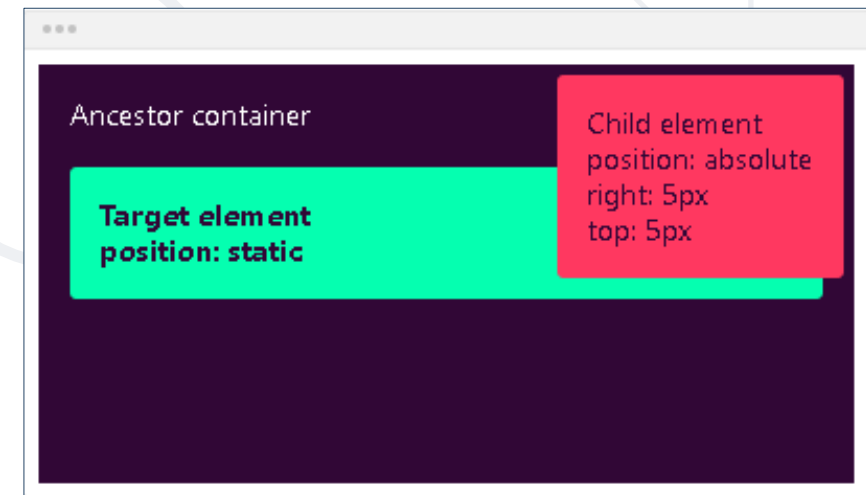 Ancestor container
Target element
position: static
Child element
position: absolute
right: 5px
top: 5px